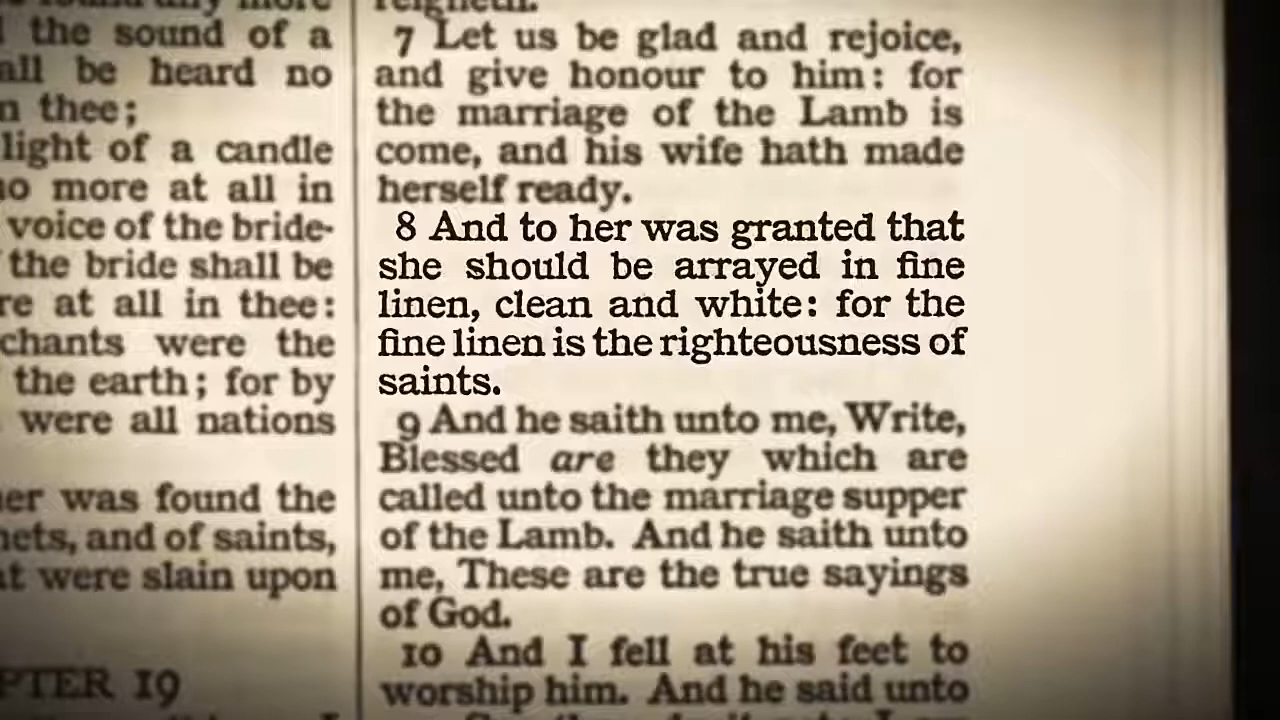 the sound of a
all be heard no
n thee;
light of a candle
no more at all in
voice of the bride-
the bride shall be
re at all in thee:
chants were the
the earth; for by
were all nations
er was found the
hets, and of saints,
at were slain upon
PTER 19
reigneth.
7 Let us be glad and rejoice,
and give honour to him: for
the marriage of the Lamb is
come, and his wife hath made
herself ready.
8 And to her was granted that
she should be arrayed in fine
linen, clean and white: for the
fine linen is the righteousness of
saints.
9 And he saith unto me, Write,
Blessed are they which are
called unto the marriage supper
of the Lamb. And he saith unto
me, These are the true sayings
of God.
10 And I fell at his feet to
worship him. And he said unto